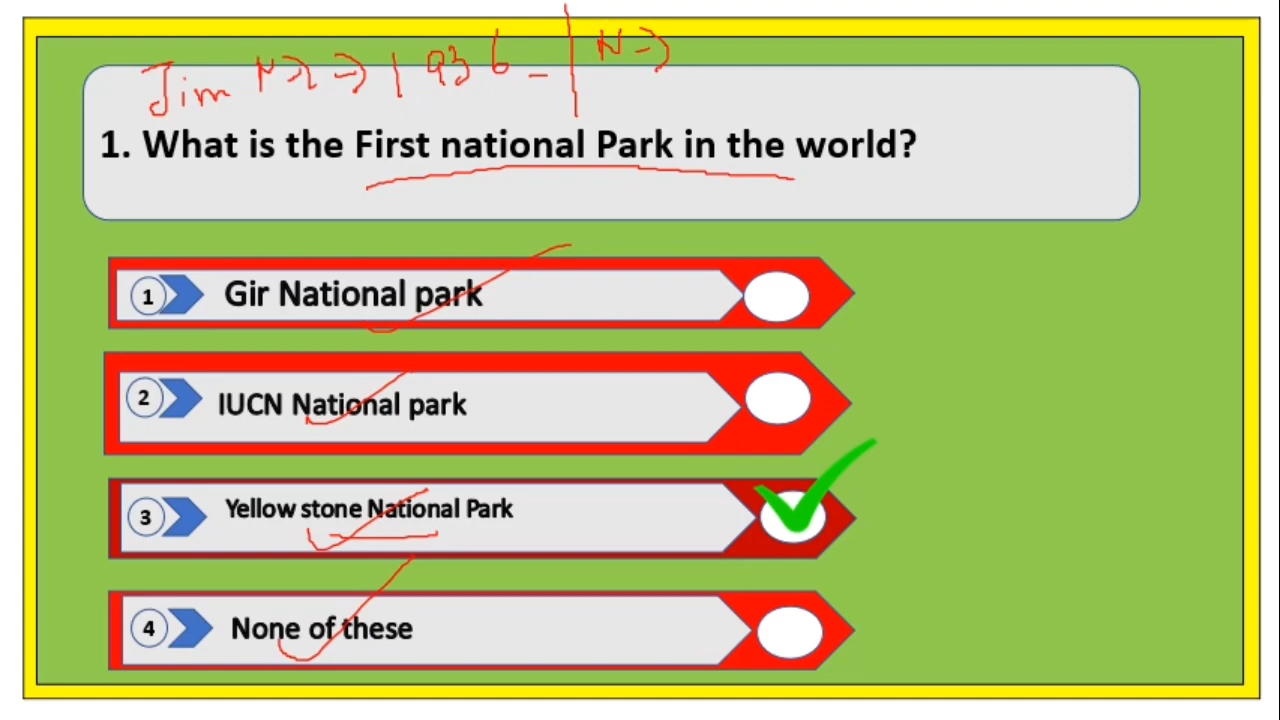 Jim → 1936 - | N →
1. What is the First national Park in the world?
1 Gir National park
2 IUCN National park
3 Yellow stone National Park
4 None of these